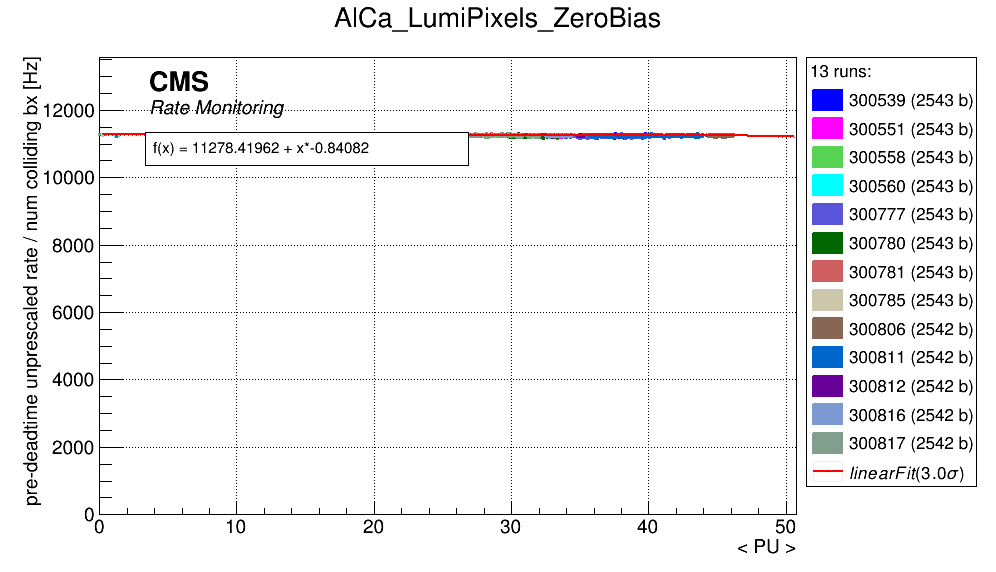 AlCa_LumiPixels_ZeroBias
pre-deadtime unprescaled rate / num colliding bx [Hz]
CMS
Rate Monitoring
f(x) = 11278.41962 + x*-0.84082
12000
10000
8000
6000
4000
2000
0
0 10 20 30 40 50
< PU >
13 runs:
300539 (2543 b)
300551 (2543 b)
300558 (2543 b)
300560 (2543 b)
300777 (2543 b)
300780 (2543 b)
300781 (2543 b)
300785 (2543 b)
300806 (2542 b)
300811 (2542 b)
300812 (2542 b)
300816 (2542 b)
300817 (2542 b)
linearFit(3.0σ)